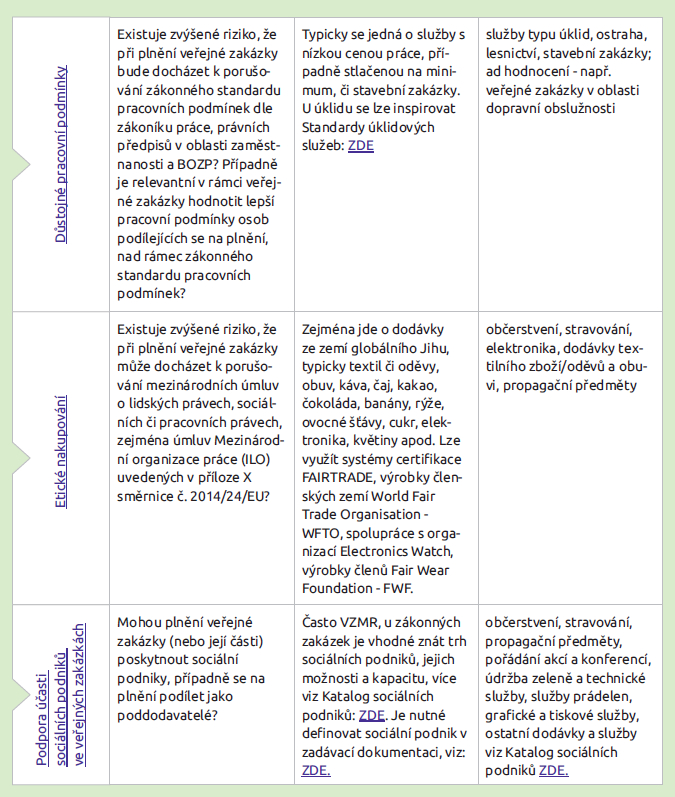 Důstojné pracovní podmínky
Existuje zvýšené riziko, že
při plnění veřejné zakázky
bude docházet k porušo-
vání zákonného standardu
pracovních podmínek dle
zákoníku práce, právních
předpisů v oblasti zaměst-
nanosti a BOZP? Případně
je relevantní v rámci veřej-
né zakázky hodnotit lepší
pracovní podmínky osob
podílejících se na plnění,
nad rámec zákonného
standardu pracovních
podmínek?
Typicky se jedná o služby s
nízkou cenou práce, pří-
padně stlačenou na mini-
mum, či stavební zakázky.
U úklidu se lze inspirovat
Standardy úklidových
služeb: ZDE
služby typu úklid, ostraha,
lesnictví, stavební zakázky;
ad hodnocení - např.
veřejné zakázky v oblasti
dopravní obslužnosti
Etické nakupování
Existuje zvýšené riziko, že
při plnění veřejné zakázky
může docházet k porušo-
vání mezinárodních úmluv
o lidských právech, sociál-
ních či pracovních právech,
zejména úmluv Mezinárod-
ní organizace práce (ILO)
uvedených v příloze X
směrnice č. 2014/24/EU?
Zejména jde o dodávky
ze zemí globálního Jihu,
typicky textil či oděvy,
obuv, káva, čaj, kakao,
čokoláda, banány, rýže,
ovocné šťávy, cukr, elek-
tronika, květiny apod. Lze
využít systémy certifikace
FAIRTRADE, výrobky člen-
ských zemí World Fair
Trade Organisation -
WFTO, spolupráce s orga-
nizací Electronics Watch,
výrobky členů Fair Wear
Foundation - FWF.
občerstvení, stravování,
elektronika, dodávky tex-
tilního zboží/oděvů a obu-
vi, propagační předměty
Podpora účasti
sociálních podniků
ve veřejných zakázkách
Mohou plnění veřejné
zakázky (nebo její části)
poskytnout sociální
podniky, případně se na
plnění podílet jako
poddodavatelé?
Často VZMR, u zákonných
zakázek je vhodné znát trh
sociálních podniků, jejich
možnosti a kapacitu, více
viz Katalog sociálních
podniků: ZDE. Je nutné
definovat sociální podnik v
zadávací dokumentaci, viz:
ZDE.
občerstvení, stravování,
propagační předměty,
pořádání akcí a konferencí,
údržba zeleně a technické
služby, služby prádelen,
grafické a tiskové služby,
ostatní dodávky a služby
viz Katalog sociálních
podniků ZDE.